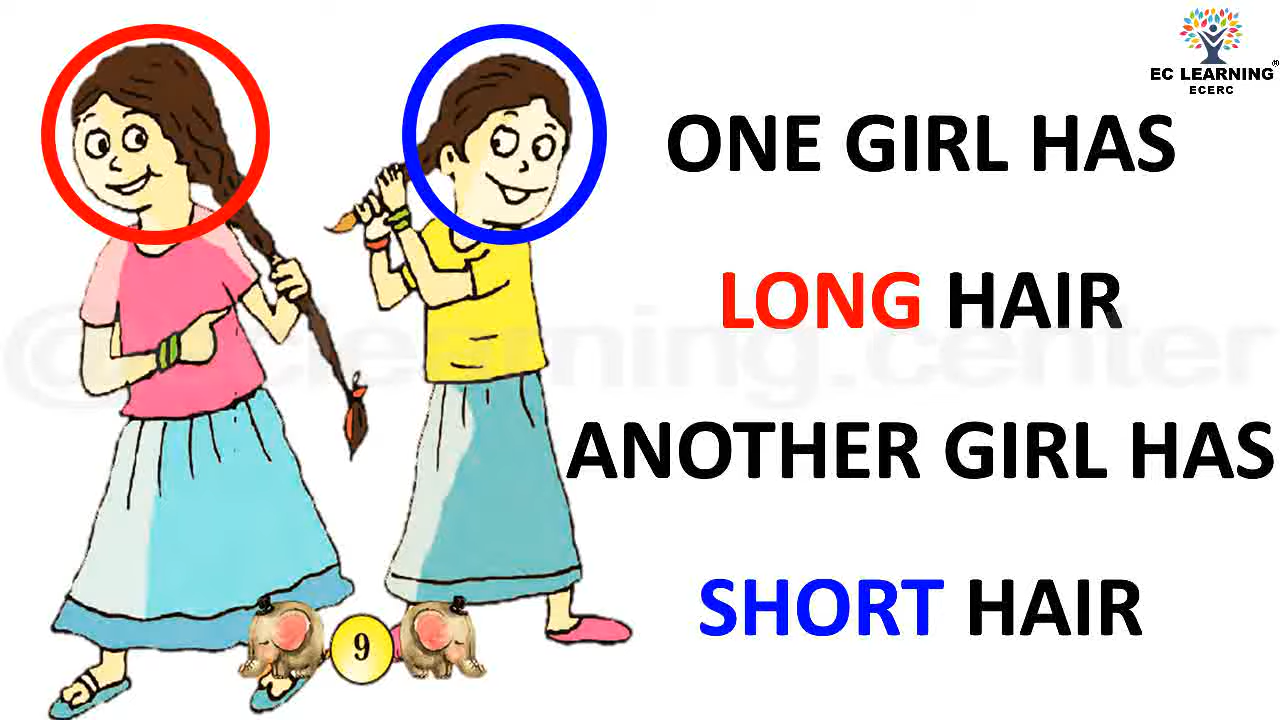 EC LEARNING®
ECERC
ONE GIRL HAS
LONG HAIR
ANOTHER GIRL HAS
SHORT HAIR
9